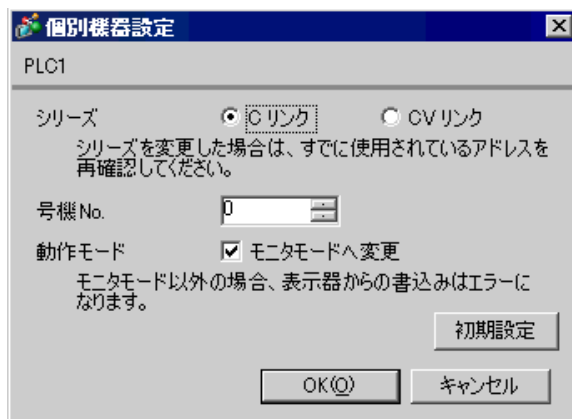 個別機器設定
PLC1
シリーズ Cリンク CVリンク
シリーズを変更した場合は、すでに使用されているアドレスを
再確認してください。
号機No. 0
動作モード モニタモードへ変更
モニタモード以外の場合、表示器からの書込みはエラーに
なります。
初期設定
OK(O) キャンセル